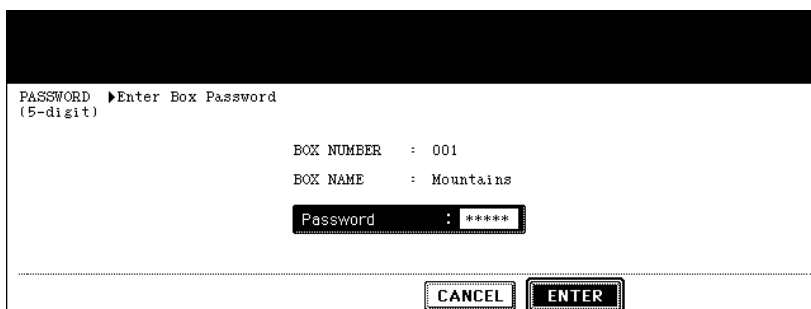 PASSWORD ▶Enter Box Password
(5-digit)
BOX NUMBER : 001
BOX NAME : Mountains
Password : *****
CANCEL ENTER